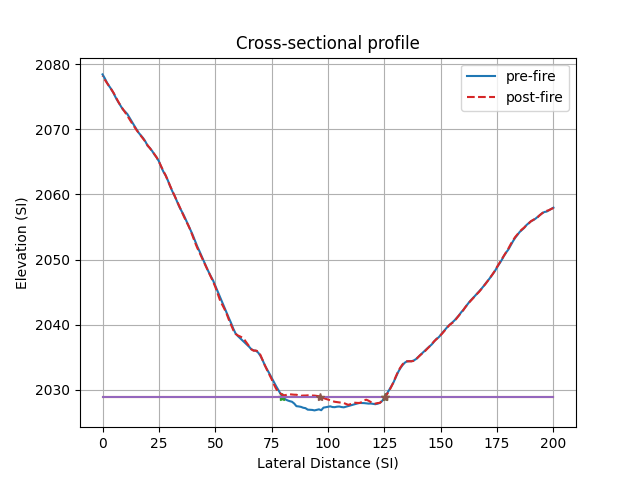 Cross-sectional profile
pre-fire
post-fire
Elevation (SI)
2080
2070
2060
2050
2040
2030
0 25 50 75 100 125 150 175 200
Lateral Distance (SI)